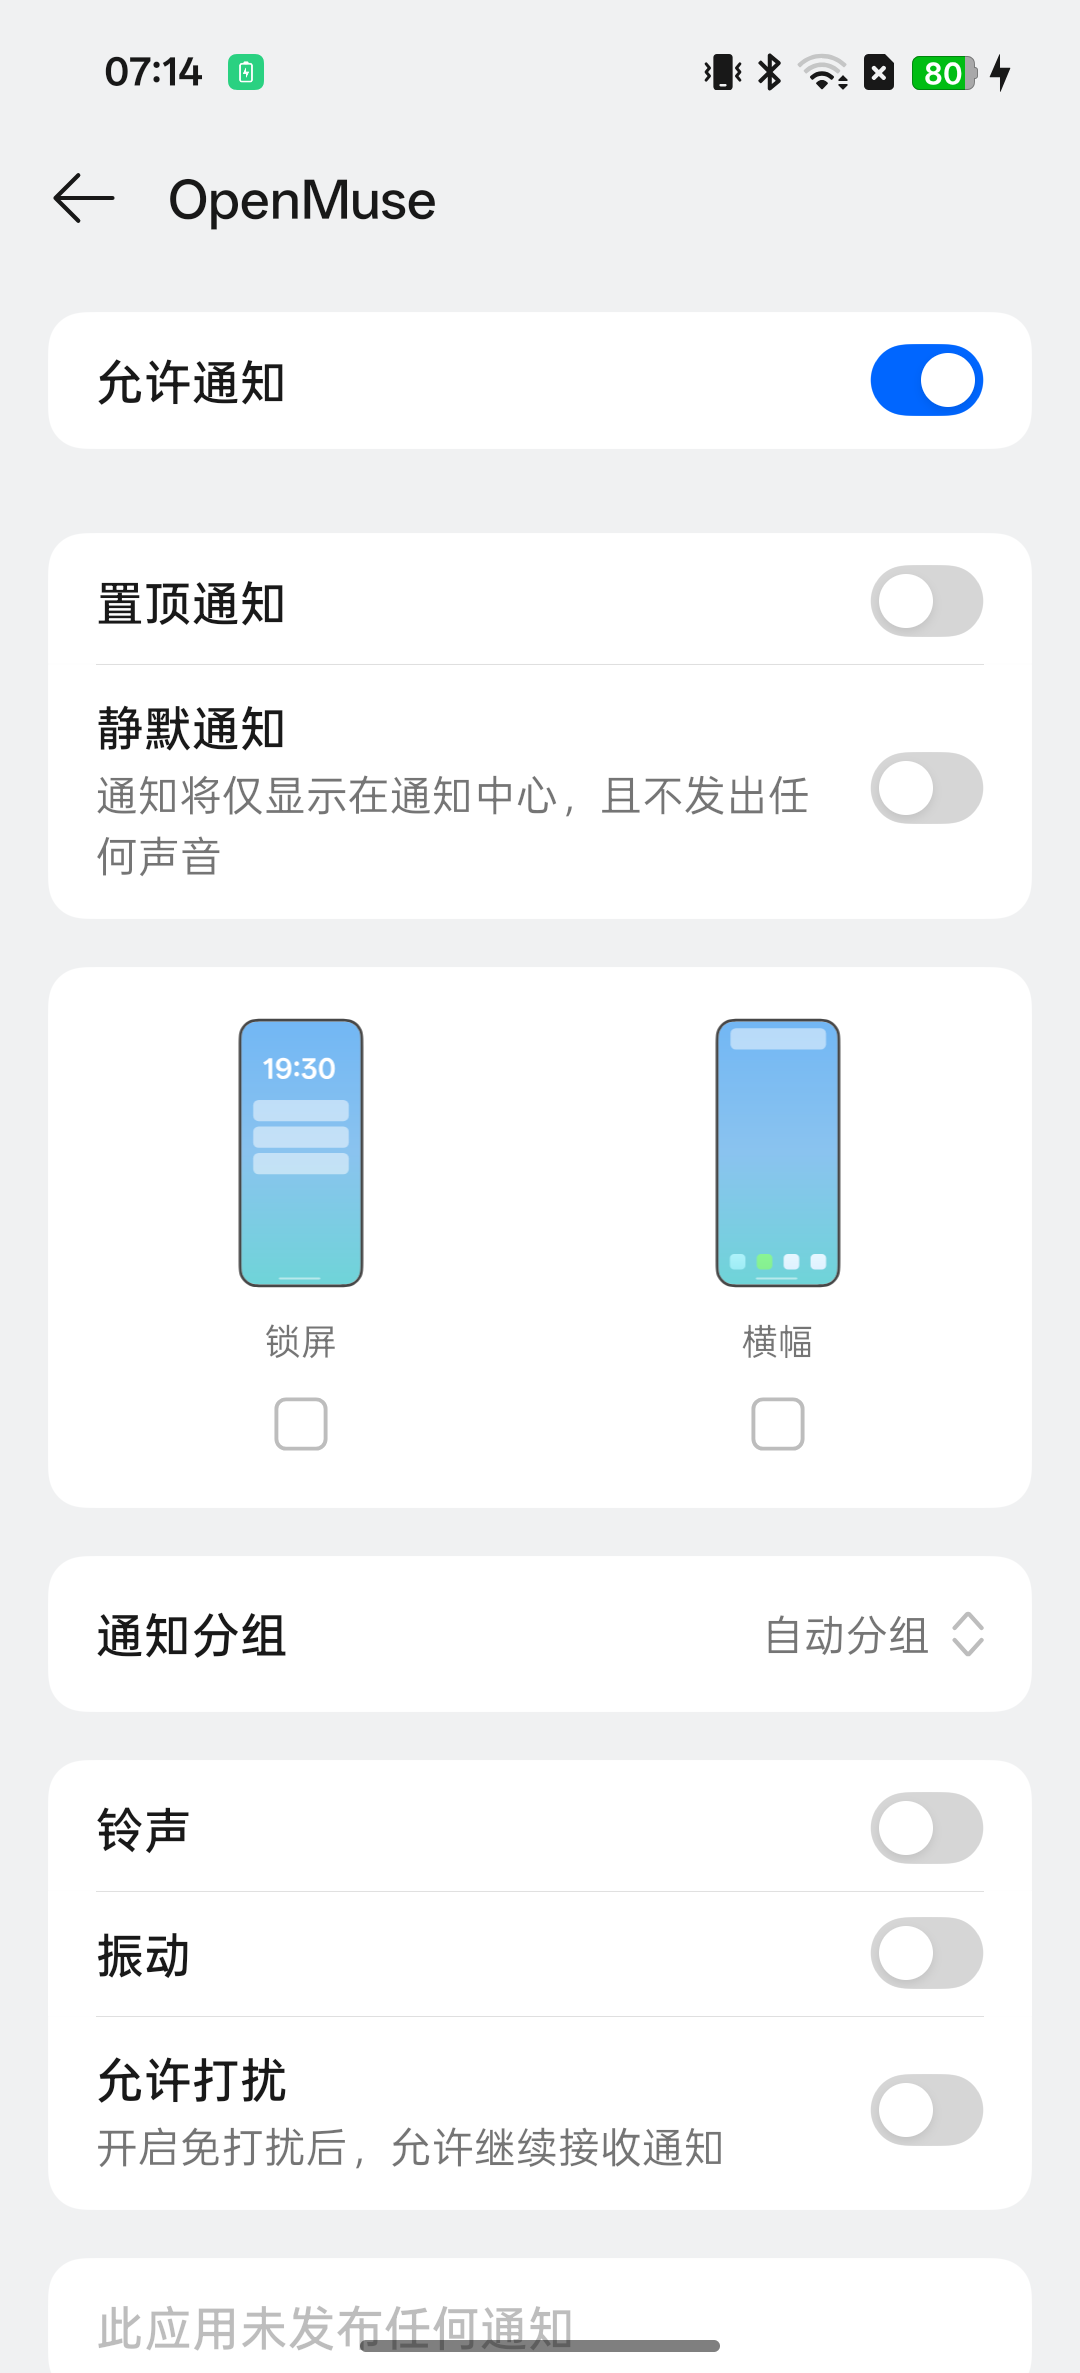 07:14
80
OpenMuse
允许通知
置顶通知
静默通知
通知将仅显示在通知中心，且不发出任
何声音
19:30
锁屏
横幅
通知分组
自动分组
铃声
振动
允许打扰
开启免打扰后，允许继续接收通知
此应用未发布任何通知